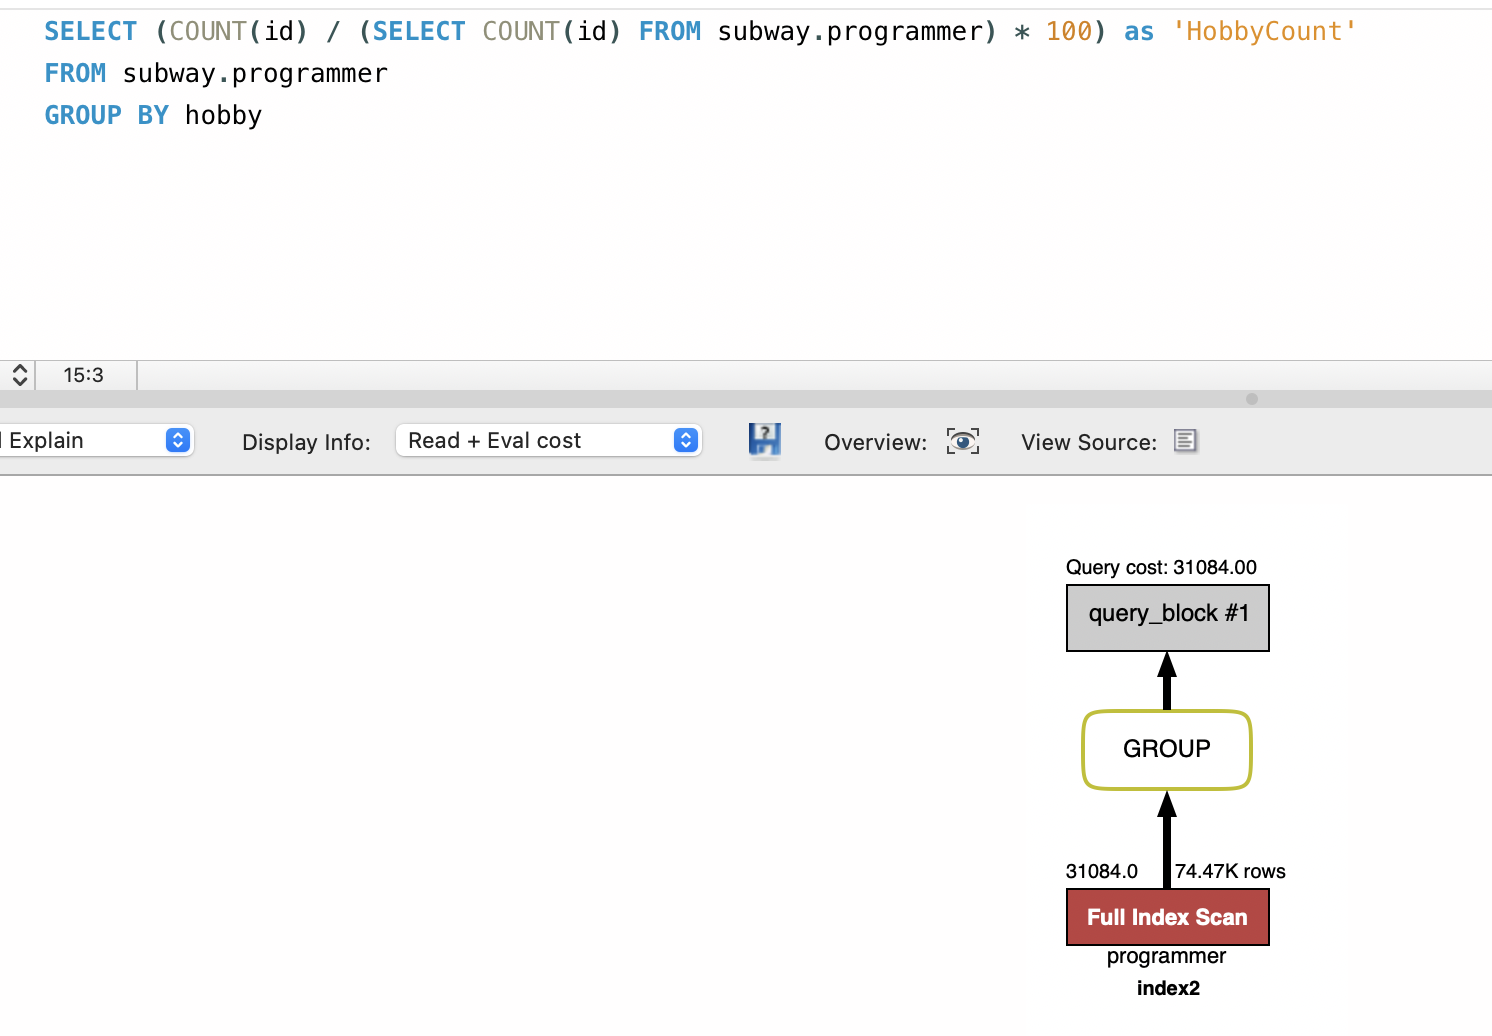 SELECT (COUNT(id) / (SELECT COUNT(id) FROM subway.programmer) * 100) as 'HobbyCount'
FROM subway.programmer
GROUP BY hobby
15:3
Explain Display Info: Read + Eval cost Overview: View Source:
Query cost: 31084.00
query_block #1
GROUP
31084.0 74.47K rows
Full Index Scan
programmer
index2